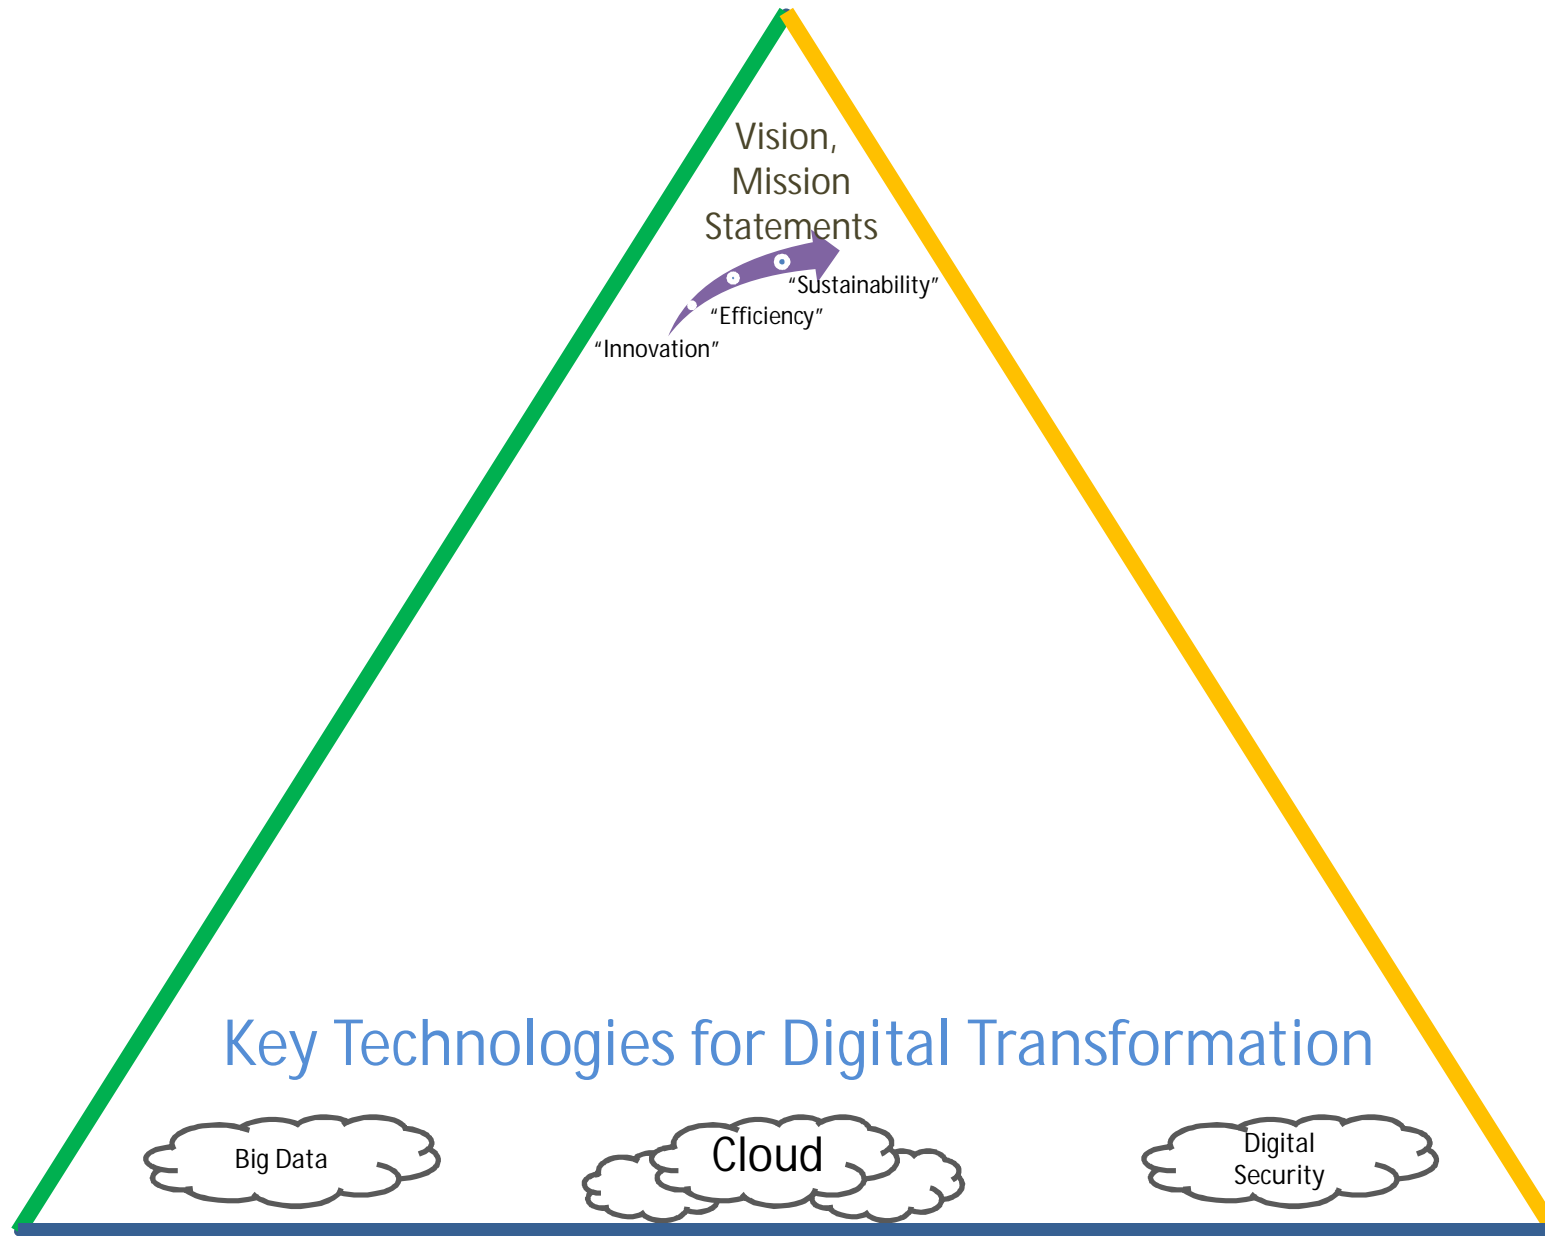 Vision,
Mission
Statements
“Sustainability”
“Efficiency”
“Innovation”
Key Technologies for Digital Transformation
Big Data
Cloud
Digital
Security